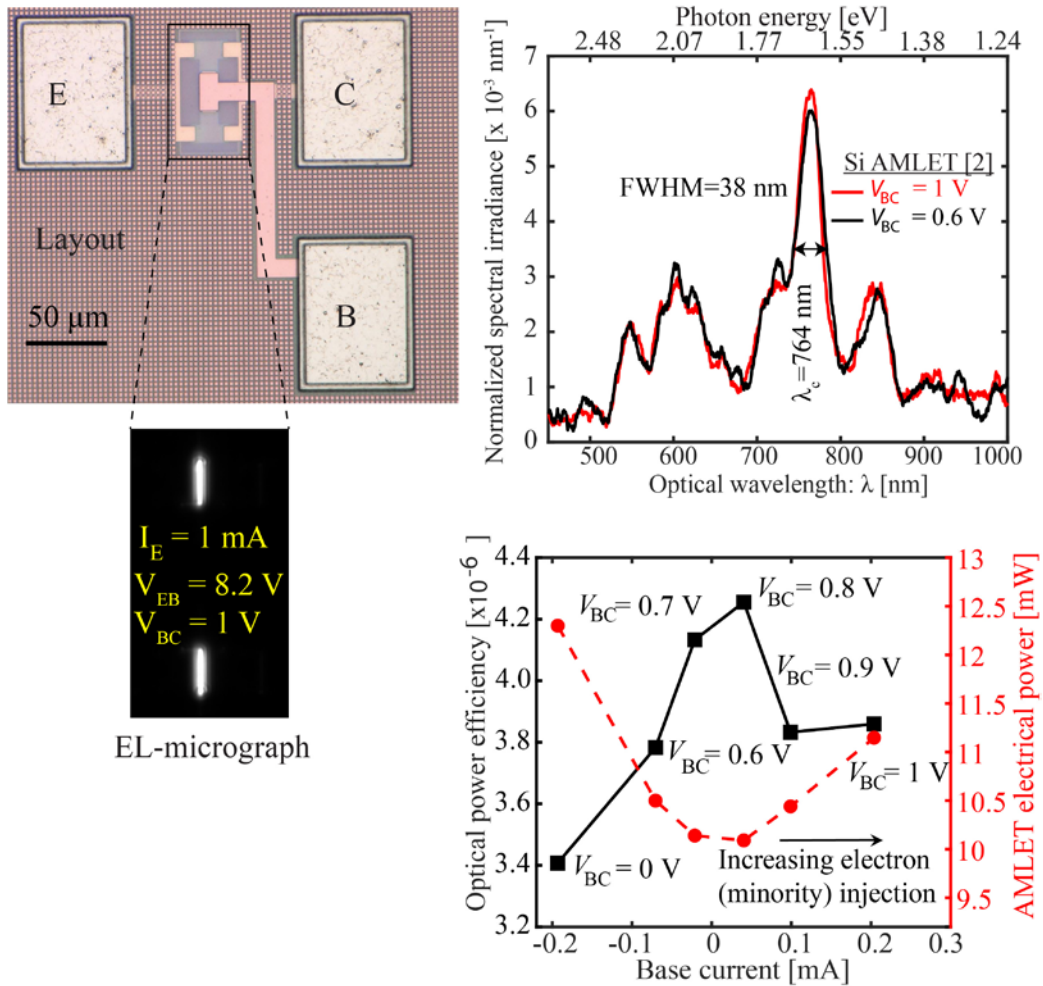 E
C
Layout
50 μm
B
I_E = 1 mA
V_EB = 8.2 V
V_BC = 1 V
EL-micrograph
Photon energy [eV]
2.48 2.07 1.77 1.55 1.38 1.24
Normalized spectral irradiance [x 10⁻³ nm⁻¹]
7
6
5
4
3
2
1
0
Si AMLET [2]
V_BC = 1 V
V_BC = 0.6 V
FWHM=38 nm
λ_c=764 nm
500 600 700 800 900 1000
Optical wavelength: λ [nm]
Optical power efficiency [x10⁻⁶]
4.4
4.2
4.0
3.8
3.6
3.4
3.2
V_BC = 0.7 V
V_BC = 0.8 V
V_BC = 0.9 V
V_BC = 0.6 V
V_BC = 1 V
V_BC = 0 V
Increasing electron
(minority) injection
13
12.5
12
11.5
11
10.5
10
9.5
AMLET electrical power [mW]
-0.2 -0.1 0 0.1 0.2 0.3
Base current [mA]